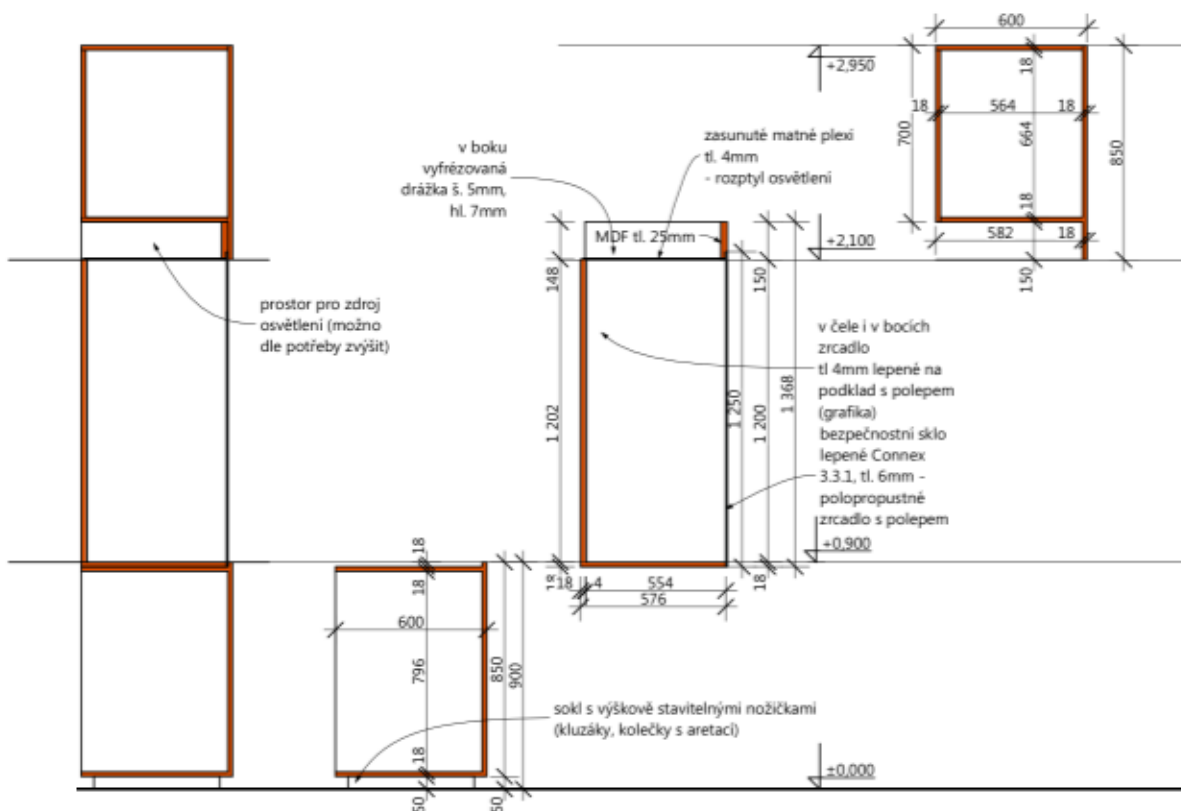 600
+2,950
18
18
564
18
700
664
850
18
582
18
150
v boku
vyfrézovaná
drážka š. 5mm,
hl. 7mm
zasunuté matné plexi
tl. 4mm
- rozptyl osvětlení
MDF tl. 25mm
+2,100
148
150
prostor pro zdroj
osvětlení (možno
dle potřeby zvýšit)
v čele i v bocích
zrcadlo
tl 4mm lepené na
podklad s polepem
(grafika)
bezpečnostní sklo
lepené Connex
3.3.1, tl. 6mm -
polopropustné
zrcadlo s polepem
1 202
1 250
1 200
1 368
+0,900
18
18
18
18
4
554
18
576
600
796
850
900
sokl s výškově stavitelnými nožičkami
(kluzáky, kolečky s aretací)
18
±0,000
50
50